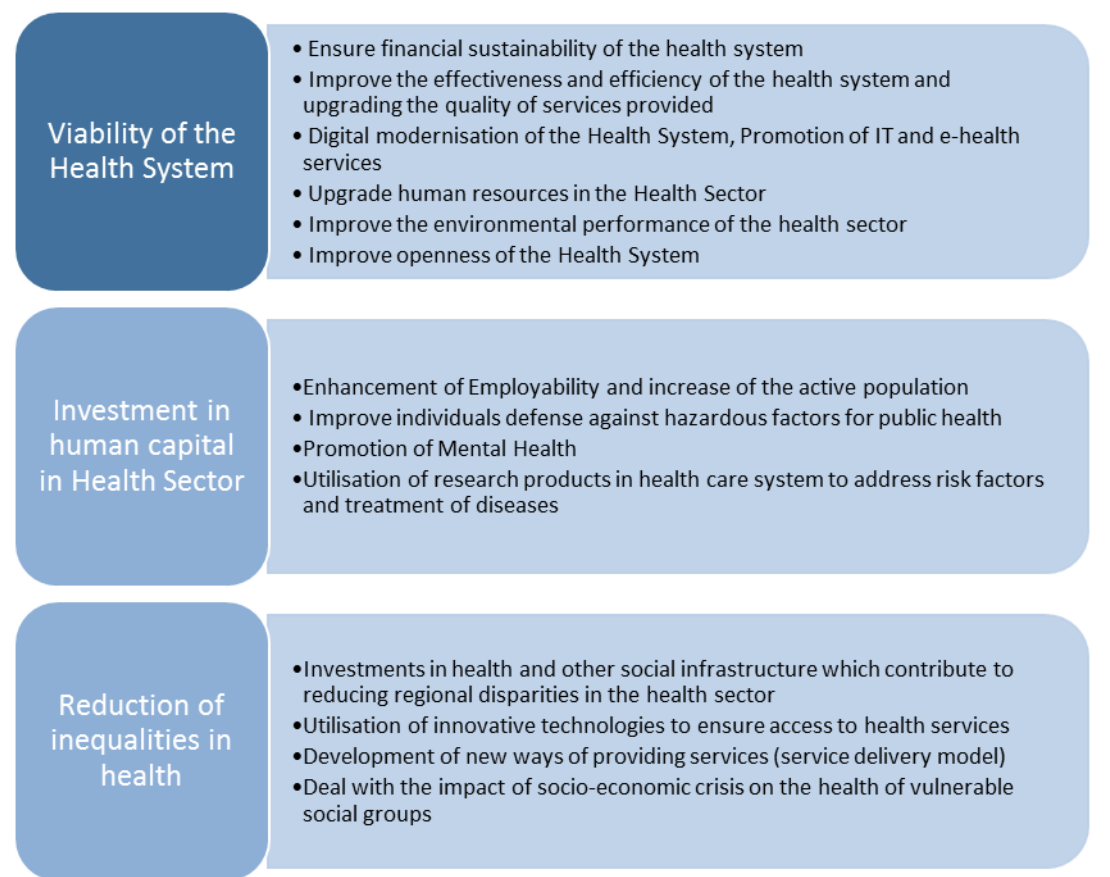 Viability of the
Health System
• Ensure financial sustainability of the health system
• Improve the effectiveness and efficiency of the health system and
upgrading the quality of services provided
• Digital modernisation of the Health System, Promotion of IT and e-health
services
• Upgrade human resources in the Health Sector
• Improve the environmental performance of the health sector
• Improve openness of the Health System
Investment in
human capital
in Health Sector
•Enhancement of Employability and increase of the active population
• Improve individuals defense against hazardous factors for public health
•Promotion of Mental Health
•Utilisation of research products in health care system to address risk factors
and treatment of diseases
Reduction of
inequalities in
health
•Investments in health and other social infrastructure which contribute to
reducing regional disparities in the health sector
•Utilisation of innovative technologies to ensure access to health services
•Development of new ways of providing services (service delivery model)
•Deal with the impact of socio-economic crisis on the health of vulnerable
social groups